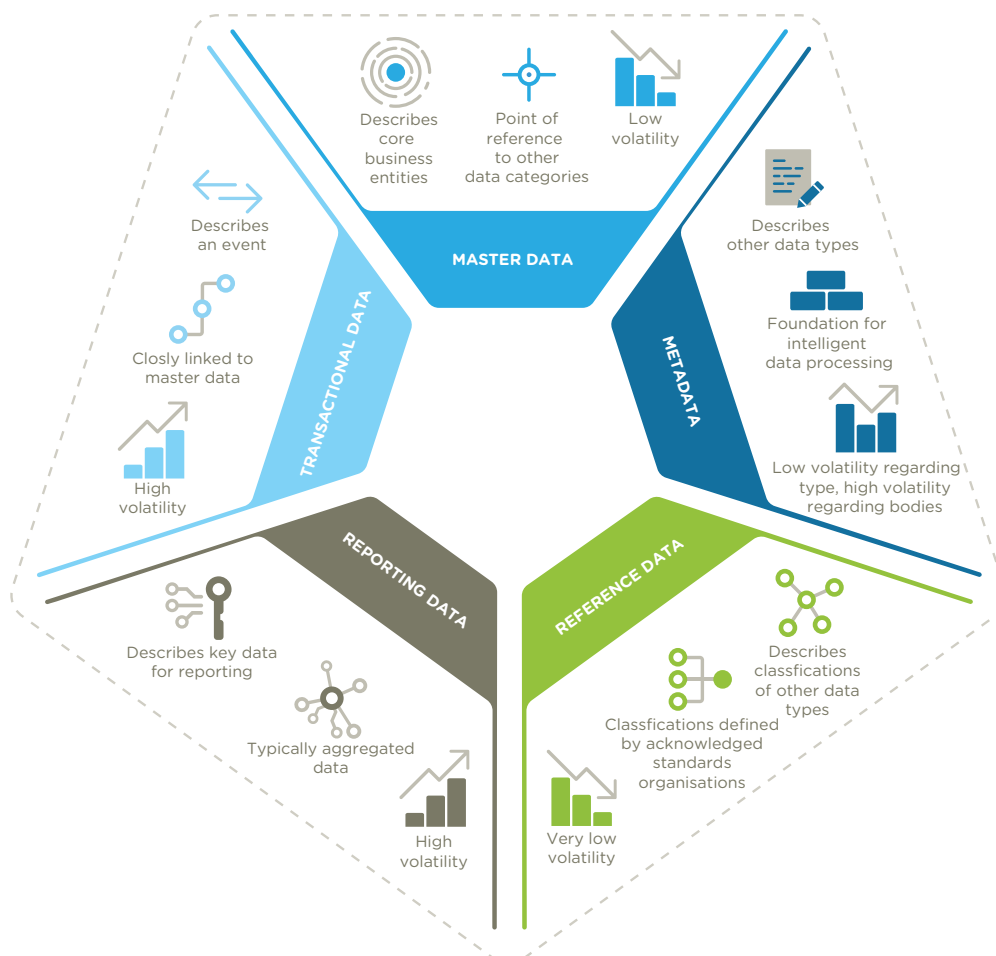 Describes
core
business
entities
Point of
reference
to other
data categories
Low
volatility
MASTER DATA
Describes
other data types
Foundation for
intelligent
data processing
Low volatility regarding
type, high volatility
regarding bodies
METADATA
Describes
classfications
of other data
types
Classfications defined
by acknowledged
standards
organisations
Very low
volatility
REFERENCE DATA
Describes key data
for reporting
Typically aggregated
data
High
volatility
REPORTING DATA
Describes
an event
Closly linked to
master data
High
volatility
TRANSACTIONAL DATA